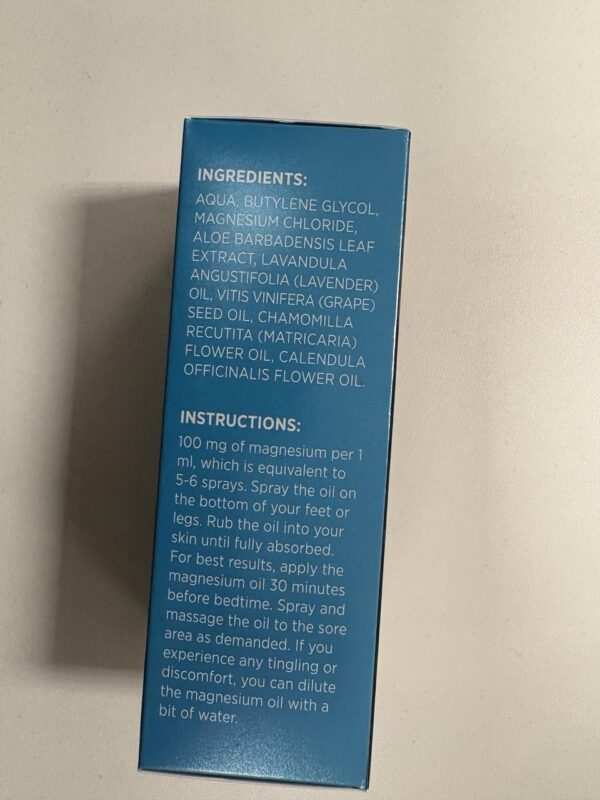 INGREDIENTS:
AQUA, BUTYLENE GLYCOL,
MAGNESIUM CHLORIDE,
ALOE BARBADENSIS LEAF
EXTRACT, LAVANDULA
ANGUSTIFOLIA (LAVENDER)
OIL, VITIS VINIFERA (GRAPE)
SEED OIL, CHAMOMILLA
RECUTITA (MATRICARIA)
FLOWER OIL, CALENDULA
OFFICINALIS FLOWER OIL.
INSTRUCTIONS:
100 mg of magnesium per 1
ml, which is equivalent to
5-6 sprays. Spray the oil on
the bottom of your feet or
legs. Rub the oil into your
skin until fully absorbed.
For best results, apply the
magnesium oil 30 minutes
before bedtime. Spray and
massage the oil to the sore
area as demanded. If you
experience any tingling or
discomfort, you can dilute
the magnesium oil with a
bit of water.